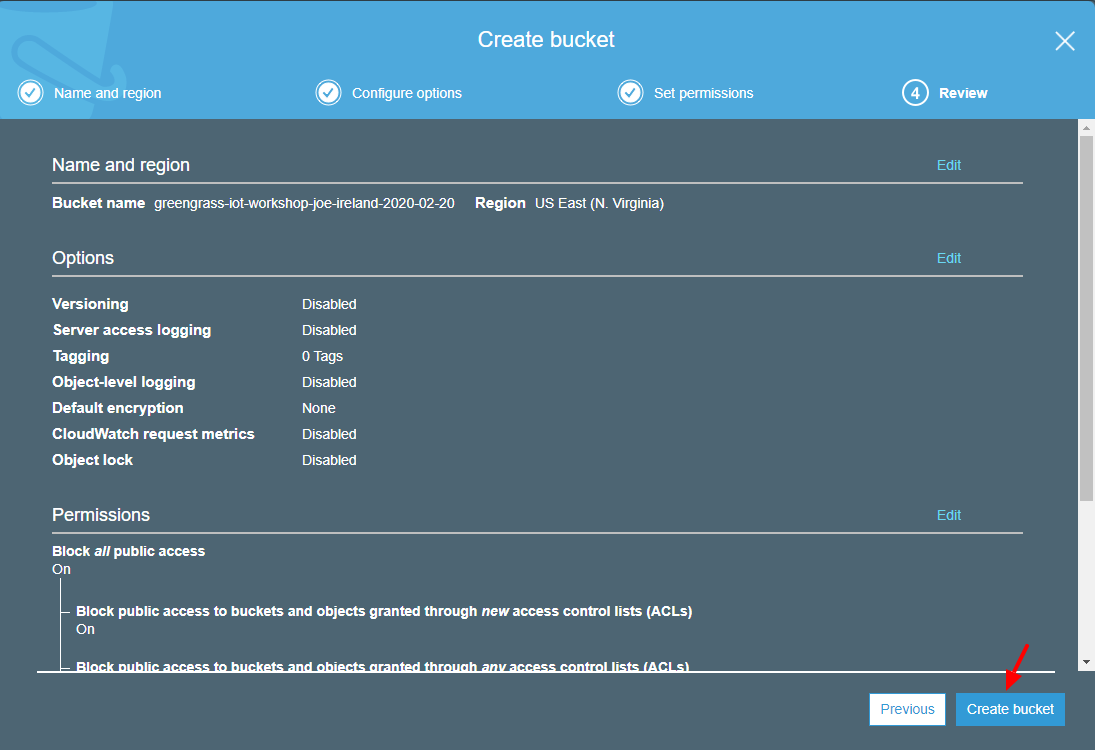 Create bucket
Name and region
Configure options
Set permissions
4 Review
Name and region Edit
Bucket name greengrass-iot-workshop-joe-ireland-2020-02-20 Region US East (N. Virginia)
Options Edit
Versioning Disabled
Server access logging Disabled
Tagging 0 Tags
Object-level logging Disabled
Default encryption None
CloudWatch request metrics Disabled
Object lock Disabled
Permissions Edit
Block all public access
On
Block public access to buckets and objects granted through new access control lists (ACLs)
On
Block public access to buckets and objects granted through any access control lists (ACLs)
Previous Create bucket